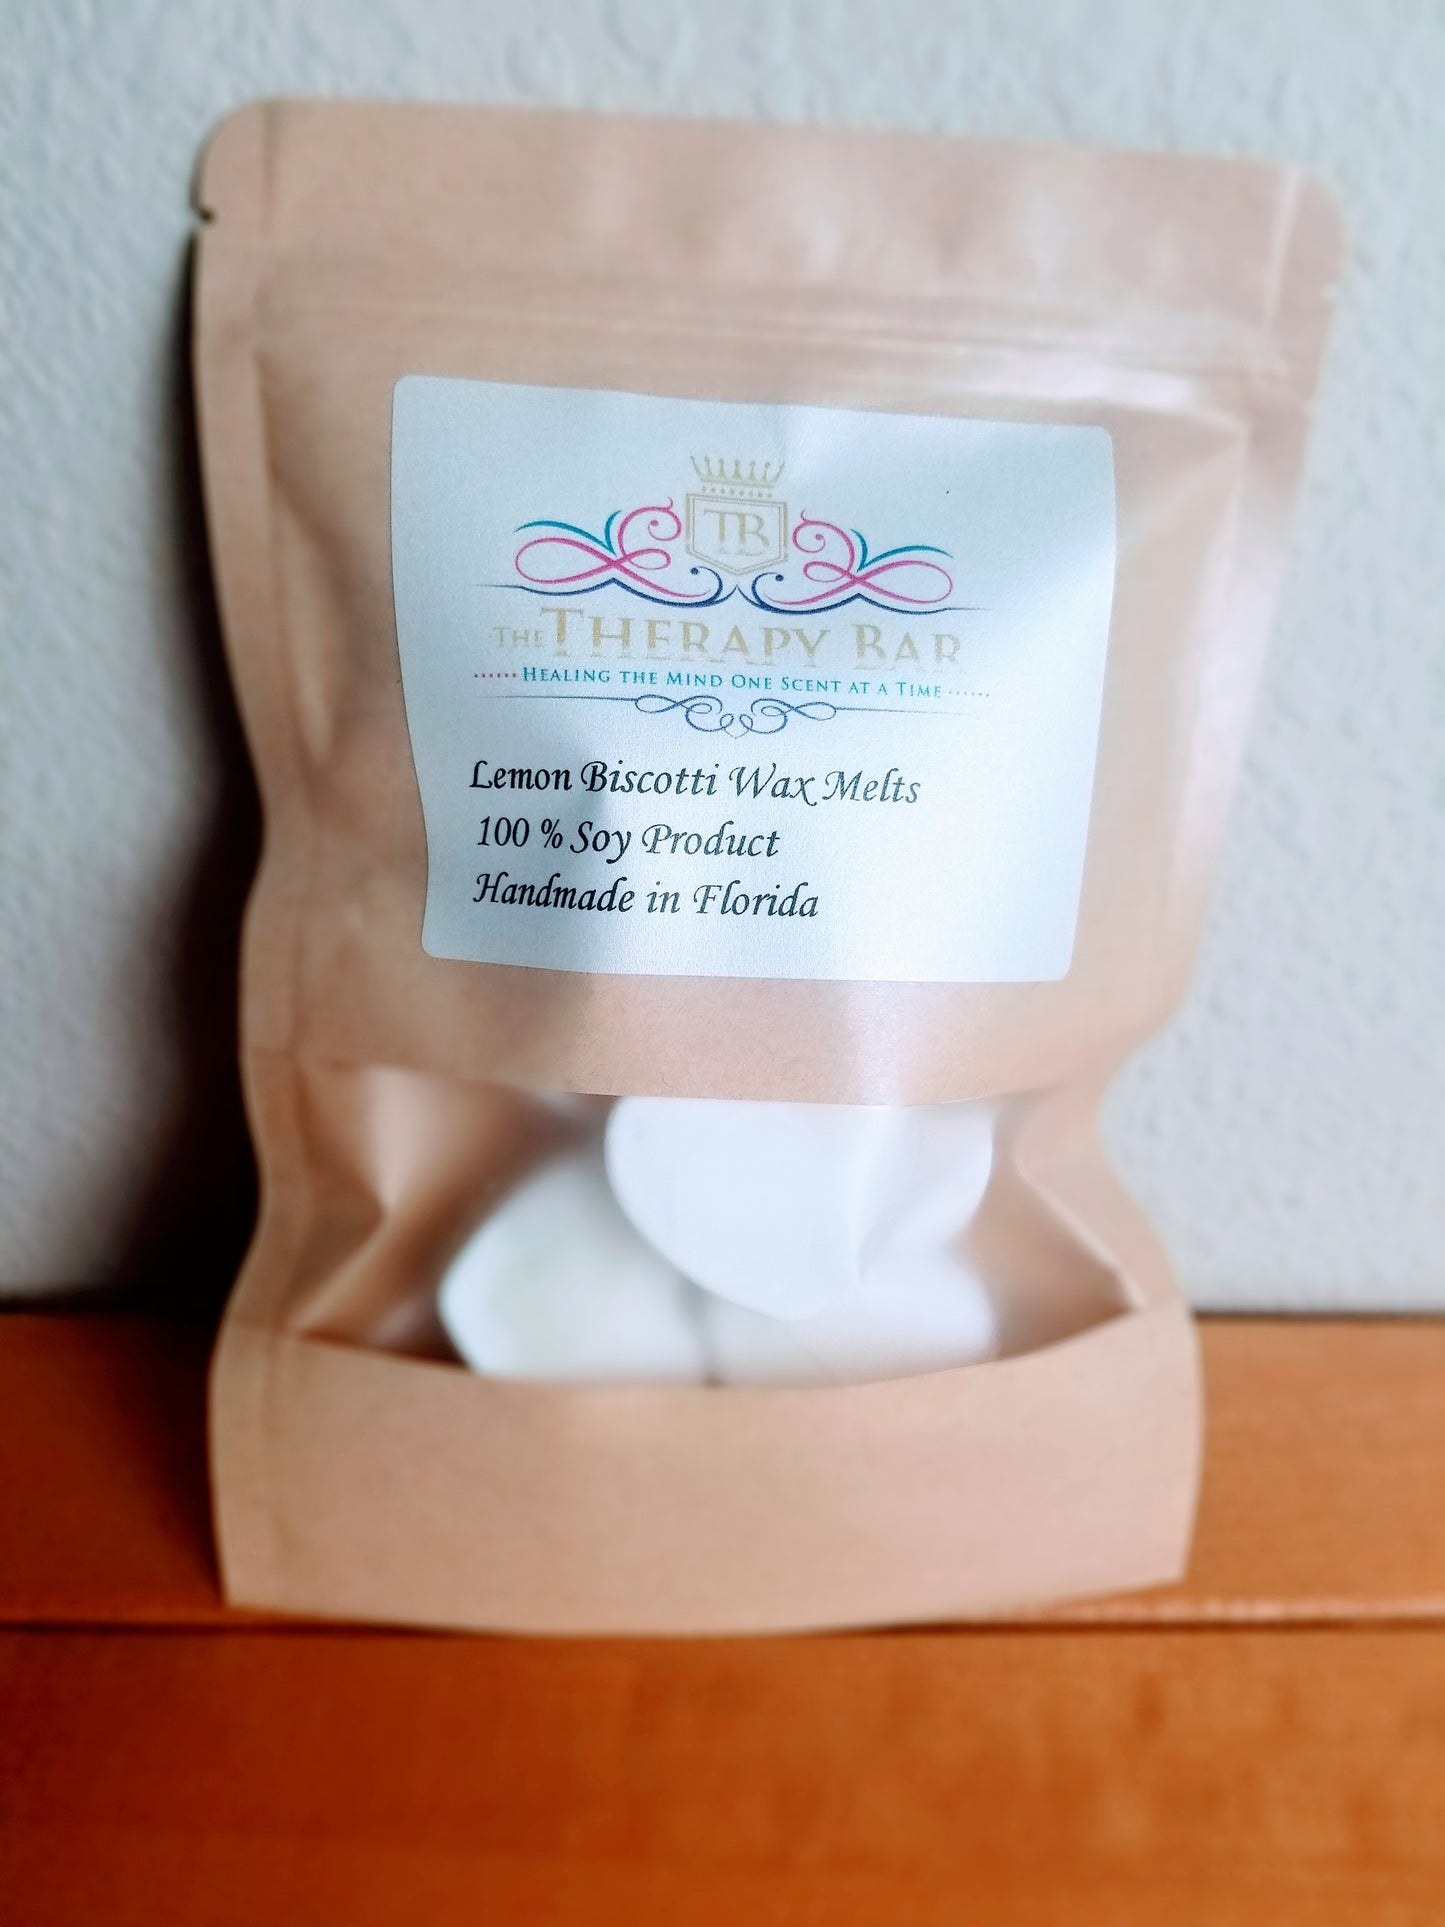 TB
THE THERAPY BAR
HEALING THE MIND ONE SCENT AT A TIME
Lemon Biscotti Wax Melts
100 % Soy Product
Handmade in Florida